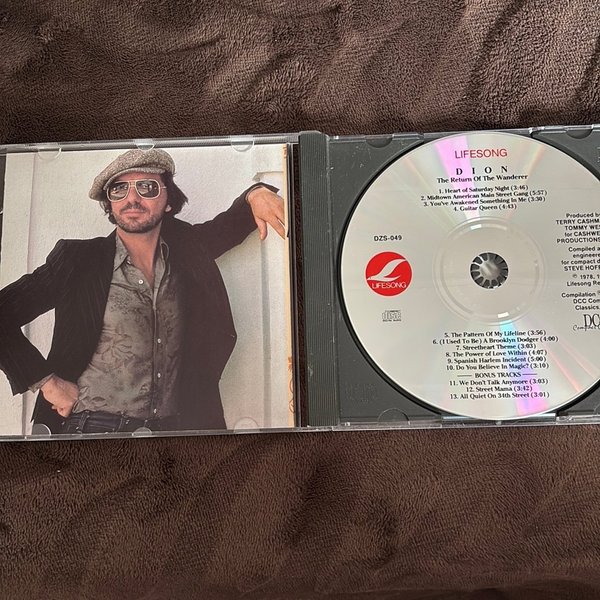 LIFESONG
DION
The Return Of The Wanderer
1. Heart of Saturday Night (3:46)
2. Midtown American Main Street Gang (5:57)
3. You've Awakened Something In Me (3:30)
4. Guitar Queen (4:43)
DZS-049
LIFESONG
Produced b
TERRY CASHM
TOMMY WES
for CASHWE
PRODUCTIONS
Compiled a
engineere
for compact d
STEVE HOFF
℗ 1978, 1
Lifesong Re
Compilation
DCC Com
Classics
DC
Compact C
5. The Pattern Of My Lifeline (3:56)
6. (I Used To Be) A Brooklyn Dodger (4:00)
7. Streetheart Theme (3:03)
8. The Power of Love Within (4:07)
9. Spanish Harlem Incident (5:00)
10. Do You Believe In Magic? (3:10)
BONUS TRACKS
11. We Don't Talk Anymore (3:03)
12. Street Mama (3:42)
13. All Quiet On 34th Street (3:01)